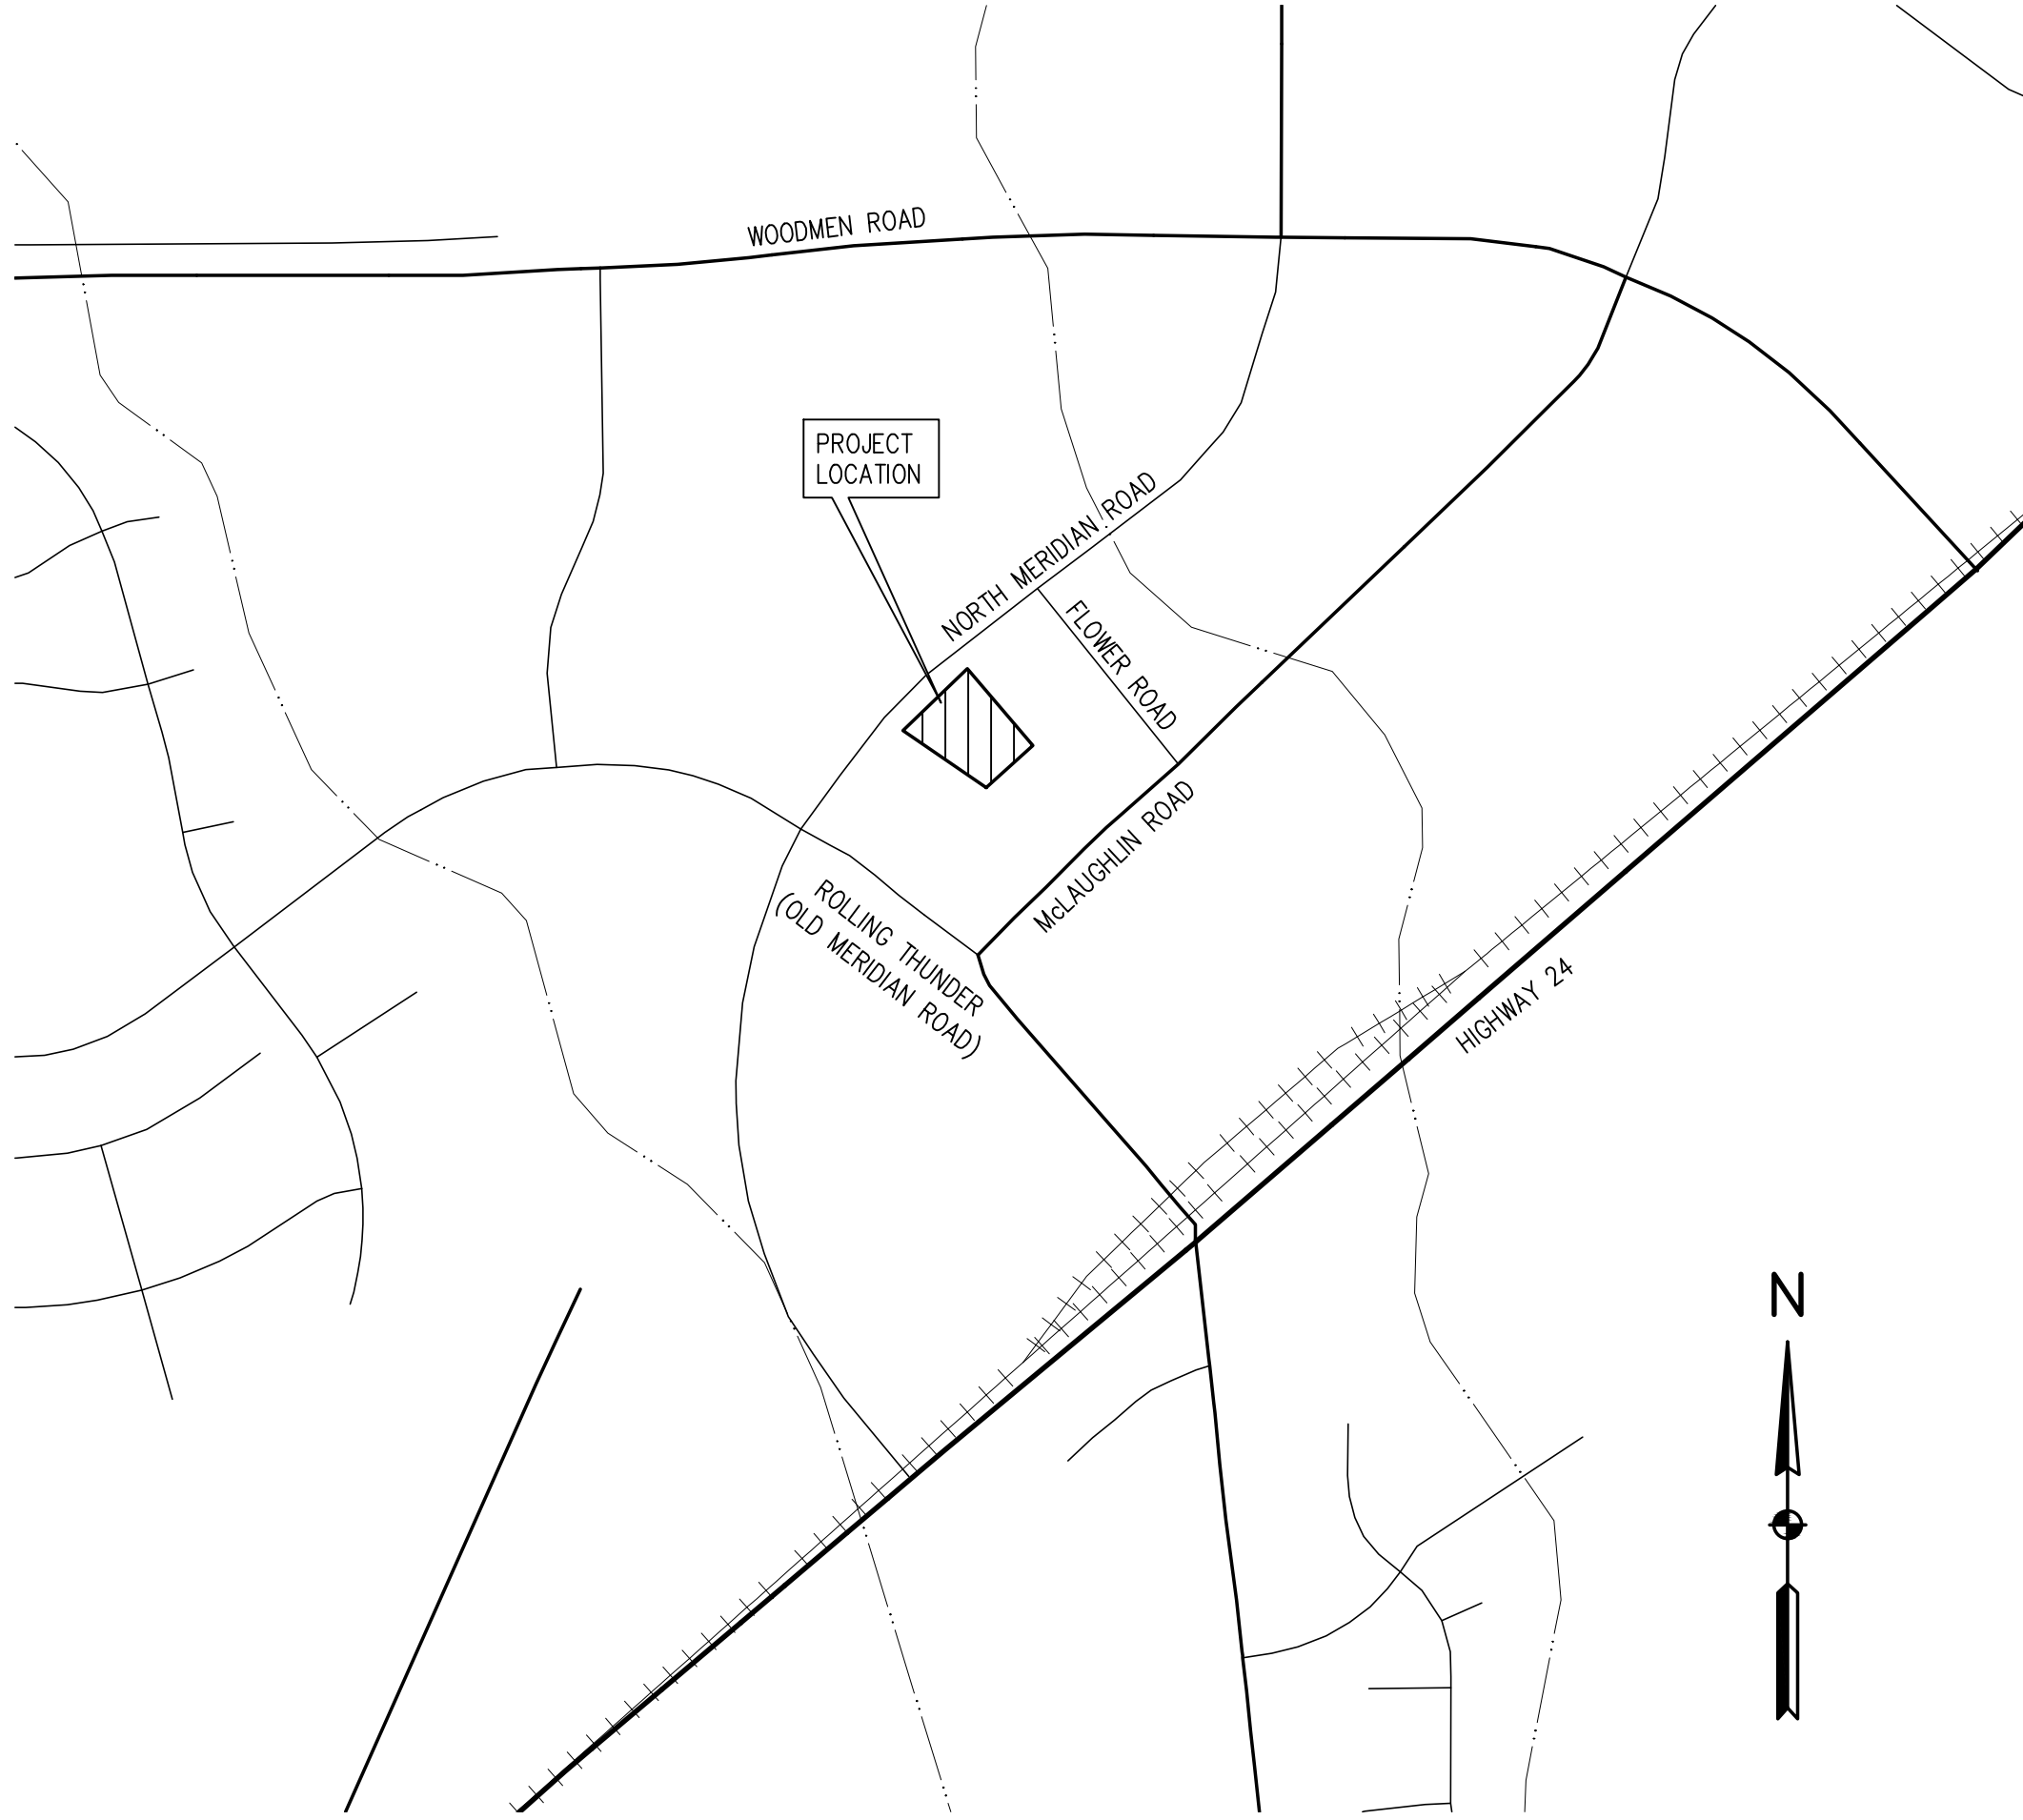 WOODMEN ROAD
PROJECT
LOCATION
NORTH MERIDIAN ROAD
FLOWER ROAD
McLAUGHLIN ROAD
ROLLING THUNDER
(OLD MERIDIAN ROAD)
HIGHWAY 24
N